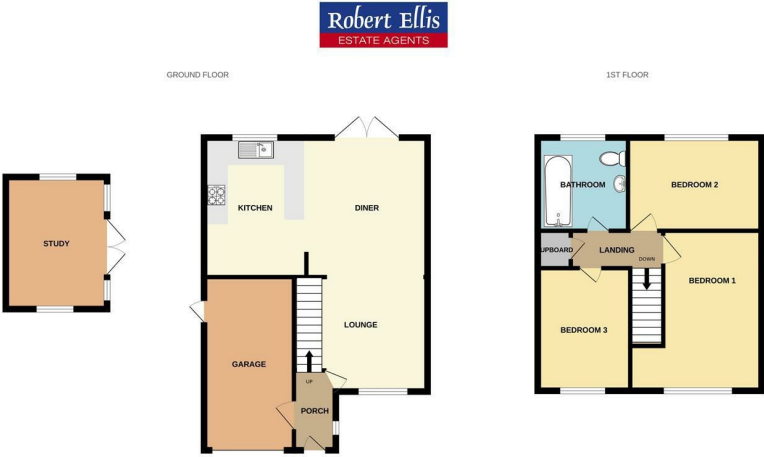 Robert Ellis
ESTATE AGENTS
GROUND FLOOR
1ST FLOOR
STUDY
KITCHEN
DINER
LOUNGE
GARAGE
UP
PORCH
BATHROOM
BEDROOM 2
UPBOARD
LANDING
DOWN
BEDROOM 1
BEDROOM 3